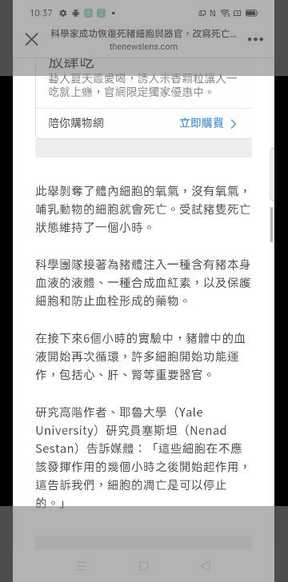 10:37
科學家成功恢復死豬細胞與器官，改寫死亡...
thenewslens.com
放肆吃
藝人夏天最愛喝，誘人米香顆粒讓人一
吃就上癮，官網限定獨家優惠中。
陪你購物網
立即購買
此舉剝奪了體內細胞的氧氣，沒有氧氣，
哺乳動物的細胞就會死亡。受試豬隻死亡
狀態維持了一個小時。
科學團隊接著為豬體注入一種含有豬本身
血液的液體、一種合成血紅素，以及保護
細胞和防止血栓形成的藥物。
在接下來6個小時的實驗中，豬體中的血
液開始再次循環，許多細胞開始功能運
作，包括心、肝、腎等重要器官。
研究高階作者、耶魯大學（Yale
University）研究員塞斯坦（Nenad
Sestan）告訴媒體：「這些細胞在不應
該發揮作用的幾個小時之後開始起作用，
這告訴我們，細胞的凋亡是可以停止
的。」